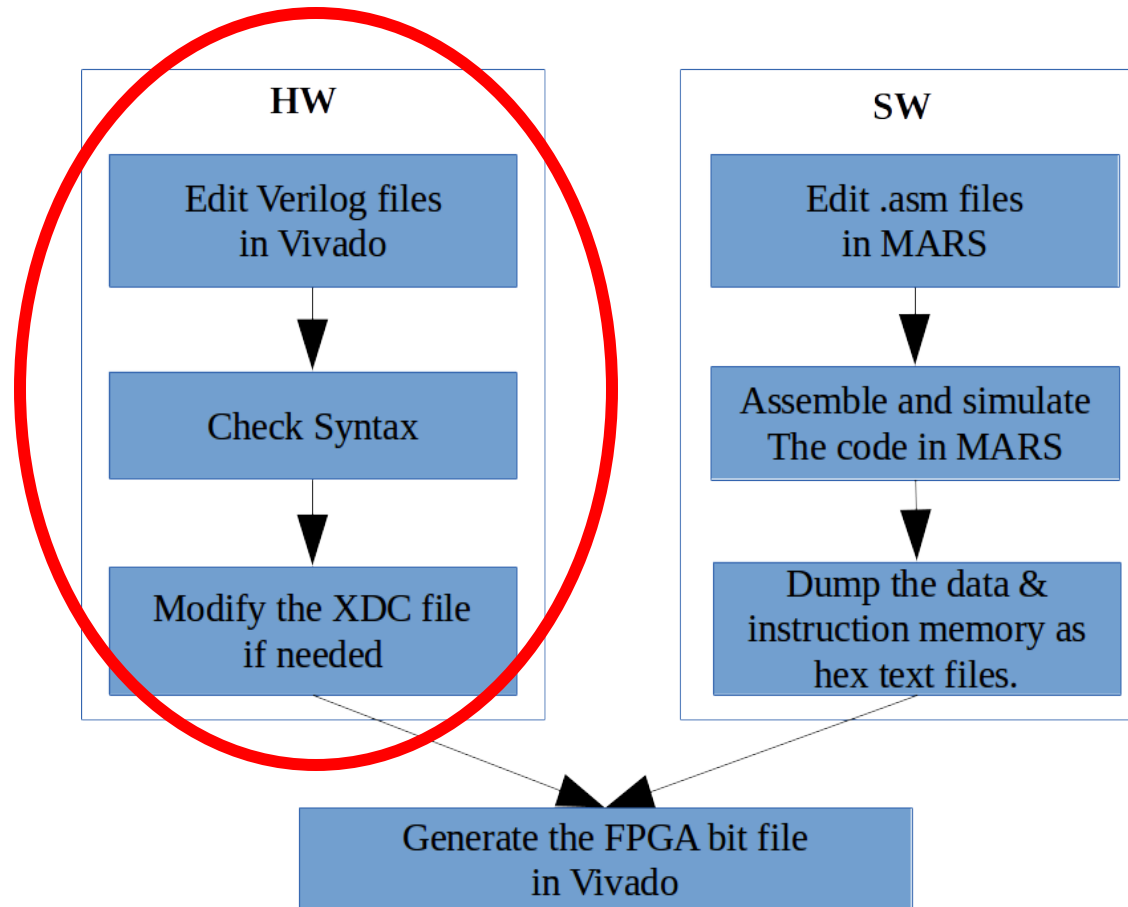 HW
Edit Verilog files
in Vivado
Check Syntax
Modify the XDC file
if needed
SW
Edit .asm files
in MARS
Assemble and simulate
The code in MARS
Dump the data &
instruction memory as
hex text files.
Generate the FPGA bit file
in Vivado